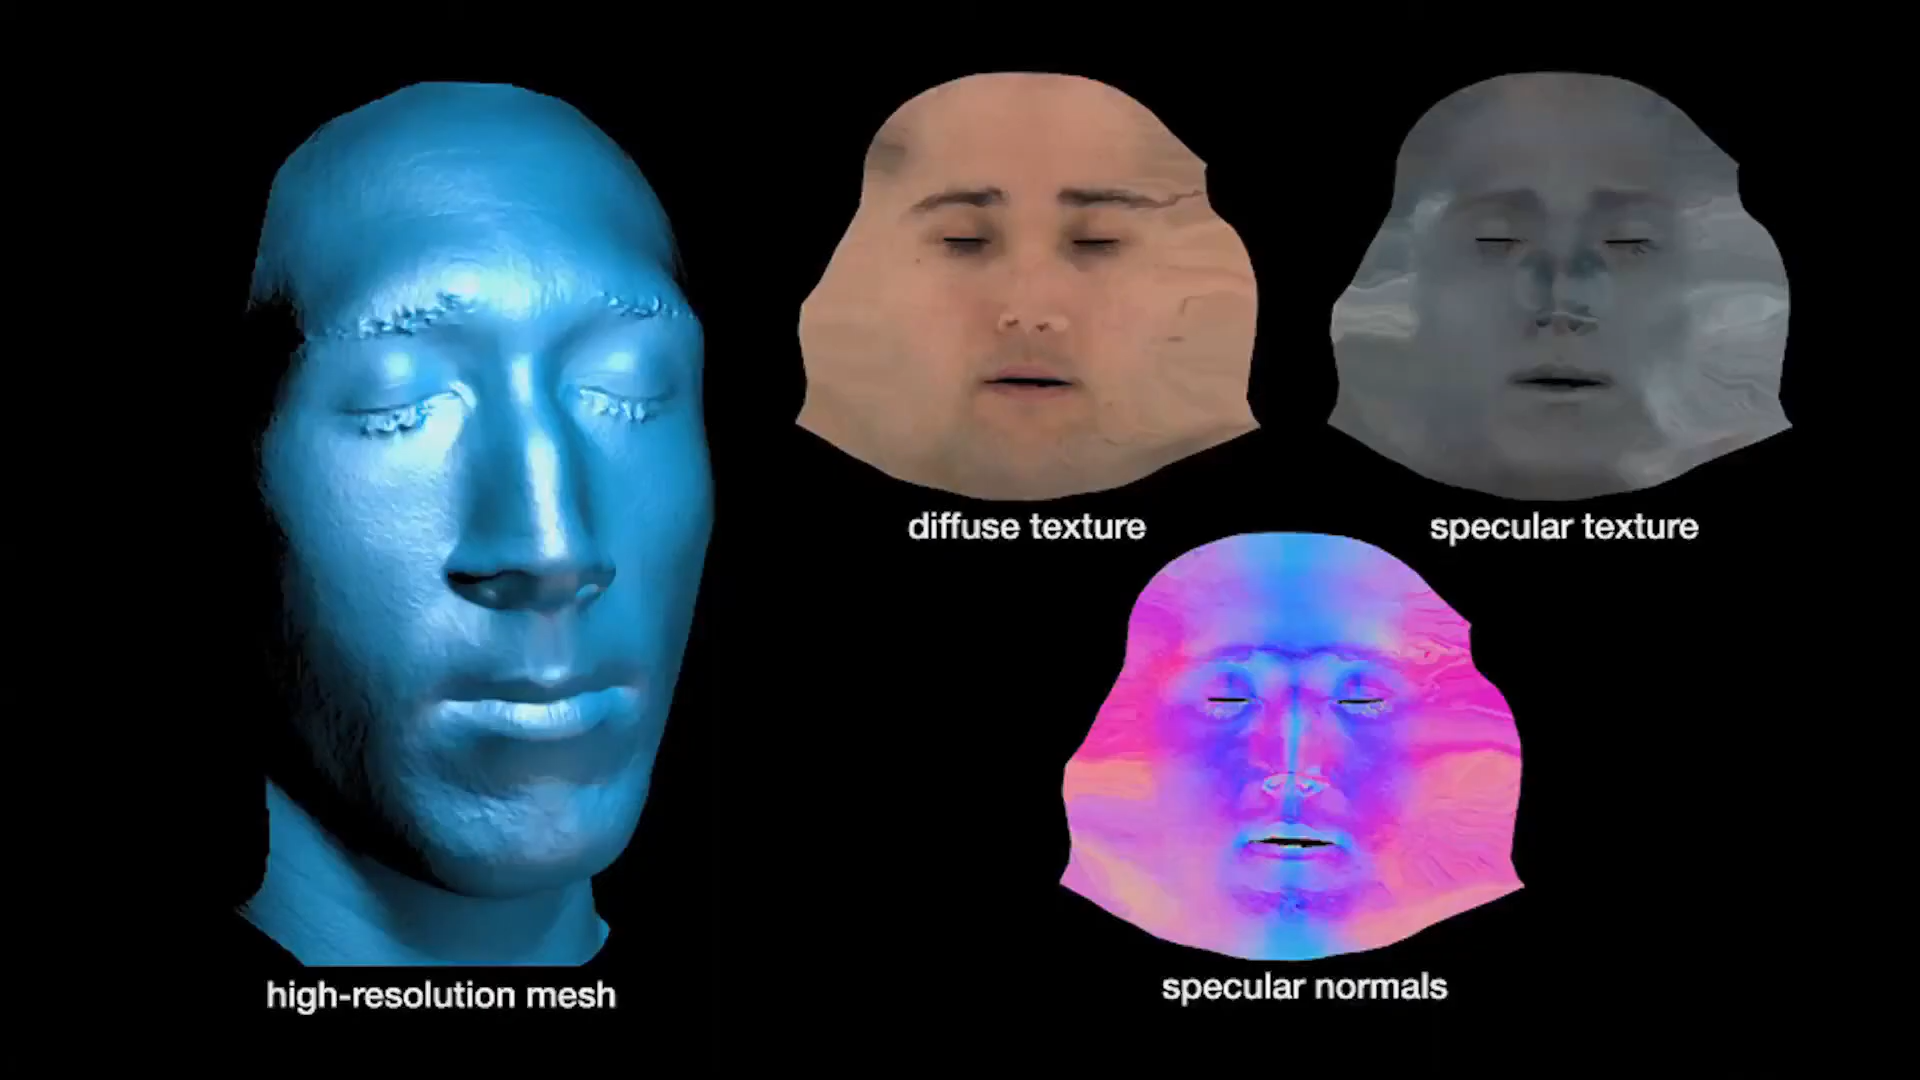 diffuse texture
specular texture
high-resolution mesh
specular normals